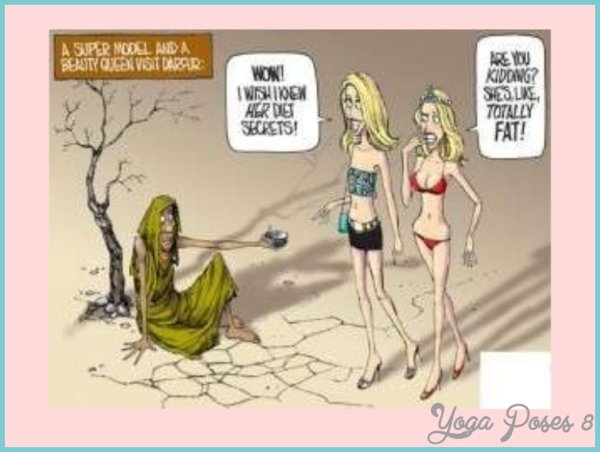 A SUPER MODEL AND A
BEAUTY QUEEN VISIT DARFUR:
WOW!
I WISH I KNEW
HER DIET
SECRETS!
ARE YOU
KIDDING?
SHE'S, LIKE,
TOTALLY
FAT!
Yoga Poses 8